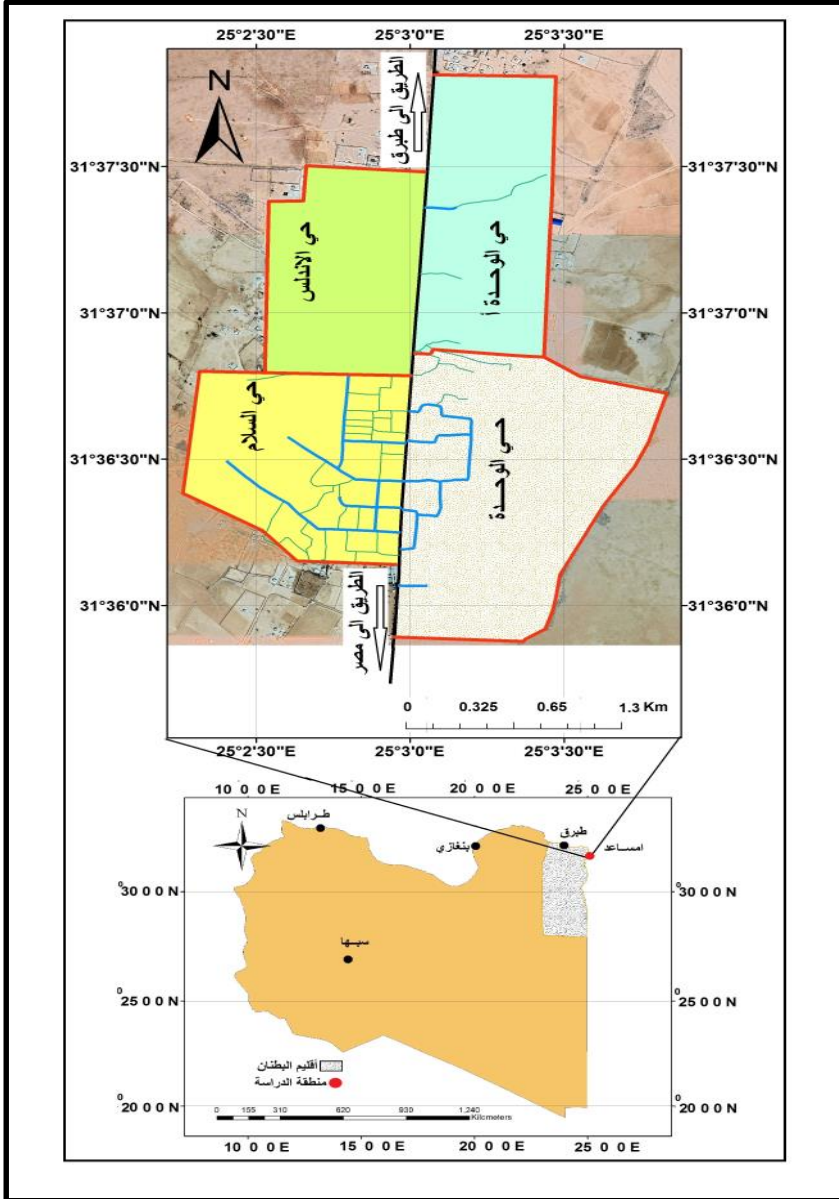 25°2'30"E 25°3'0"E 25°3'30"E
N
الطريق الى طبرق
31°37'30"N 31°37'30"N
حي الاندلس
حي الوحدة أ
31°37'0"N 31°37'0"N
حي السلام
حي الوحدة
31°36'30"N 31°36'30"N
31°36'0"N 31°36'0"N
الطريق الى مصر
0 0.325 0.65 1.3 Km
25°2'30"E 25°3'0"E 25°3'30"E
10 0 0 E 15 0 0 E 20 0 0 E 25 0 0 E
N
طرابلس
بنغازي
طبرق
امساعد
30 0 0 N 30 0 0 N
سبها
25 0 0 N 25 0 0 N
أقليم البطنان
منطقة الدراسة
0 155 310 620 930 1,240
Kilometers
20 0 0 N 20 0 0 N
10 0 0 E 15 0 0 E 20 0 0 E 25 0 0 E